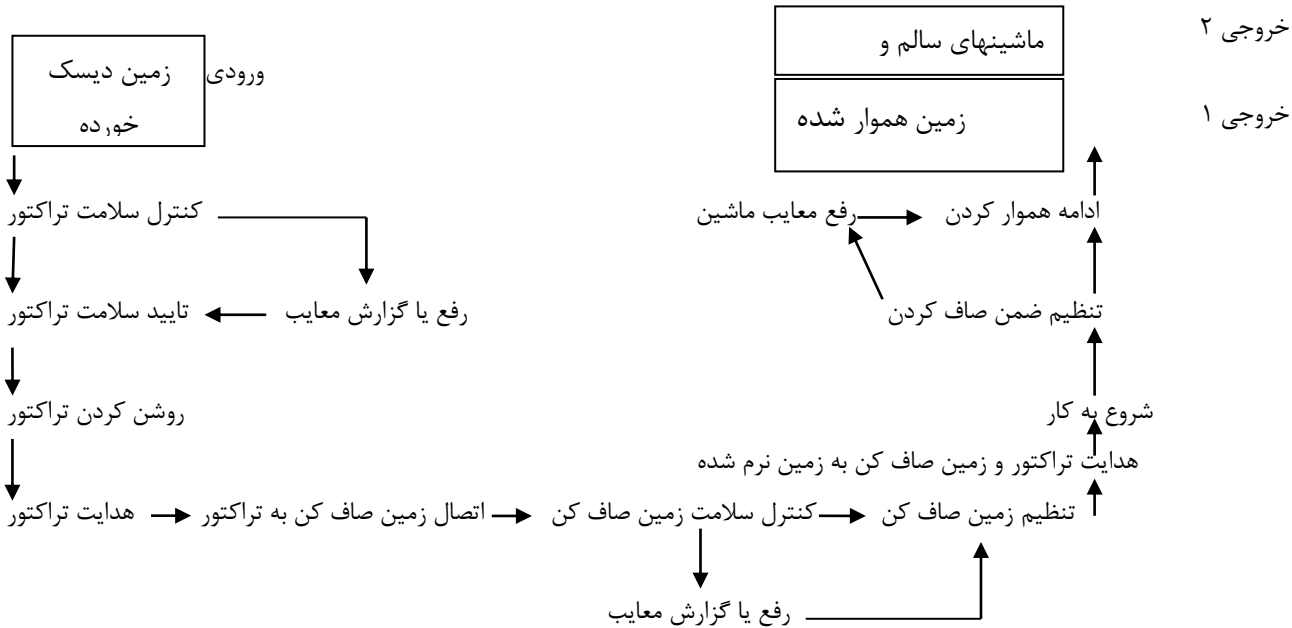 خروجی ۲
ماشینهای سالم و
ورودی
زمین دیسک
خورده
خروجی ۱
زمین هموار شده
ادامه هموار کردن
رفع معایب ماشین
کنترل سلامت تراکتور
تنظیم ضمن صاف کردن
رفع یا گزارش معایب
تایید سلامت تراکتور
شروع به کار
روشن کردن تراکتور
هدایت تراکتور و زمین صاف کن به زمین نرم شده
تنظیم زمین صاف کن
کنترل سلامت زمین صاف کن
اتصال زمین صاف کن به تراکتور
هدایت تراکتور
رفع یا گزارش معایب